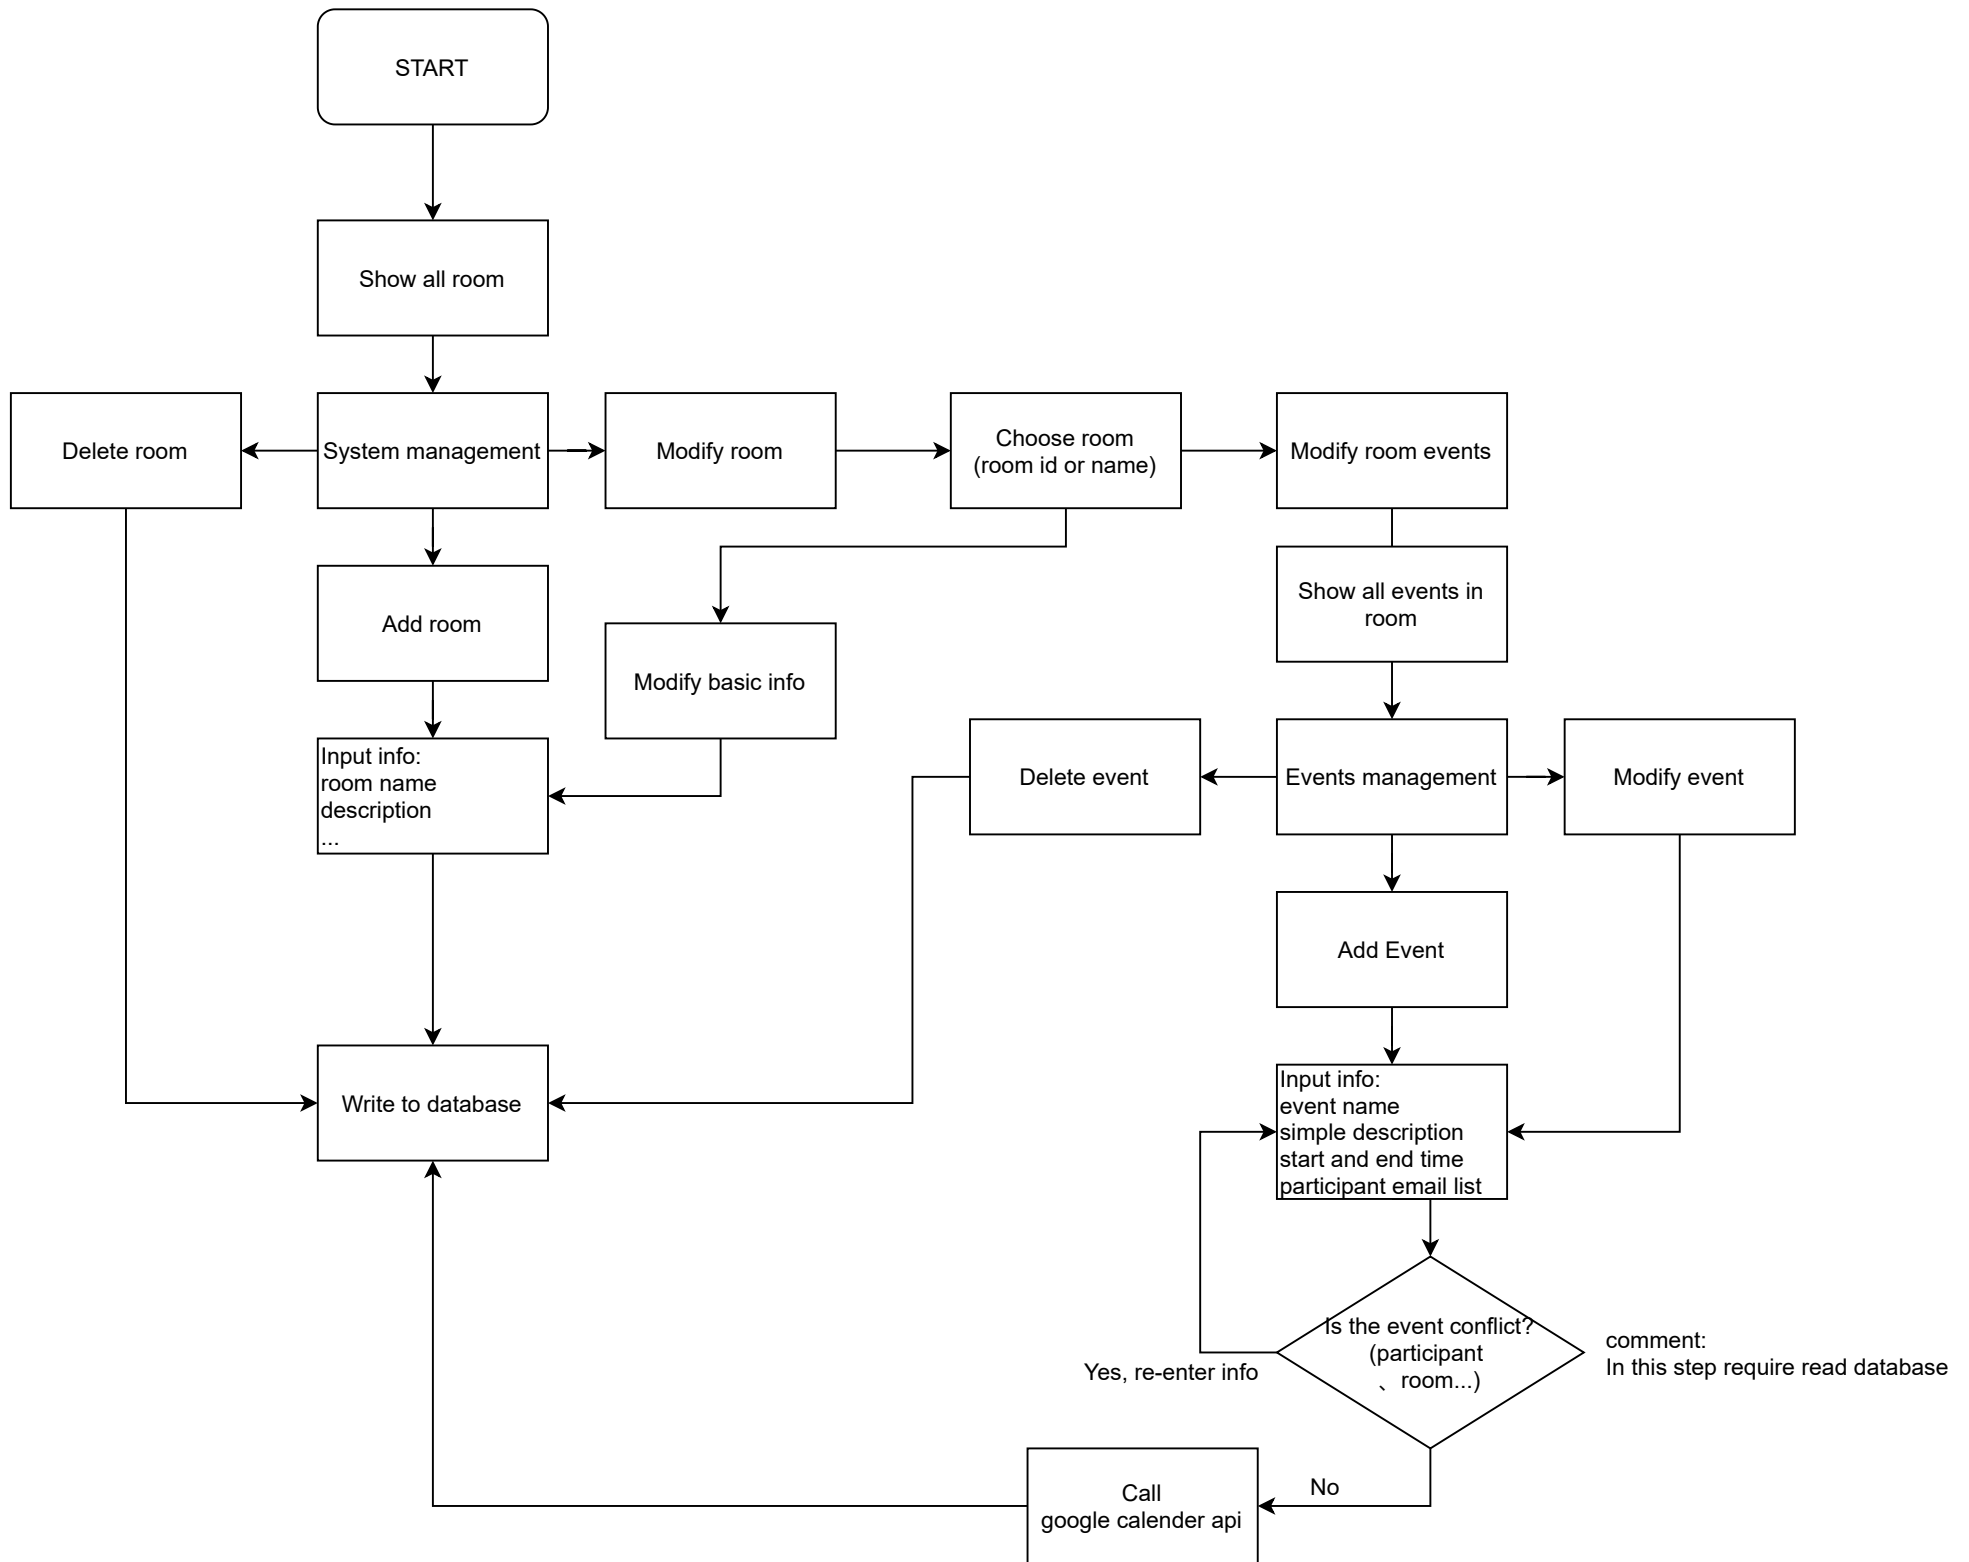 START
Show all room
Delete room
System management
Modify room
Choose room
(room id or name)
Modify room events
Show all events in
room
Add room
Modify basic info
Input info:
room name
description
...
Delete event
Events management
Modify event
Add Event
Write to database
Input info:
event name
simple description
start and end time
participant email list
Is the event conflict?
(participant
、room...)
comment:
In this step require read database
Yes, re-enter info
No
Call
google calender api